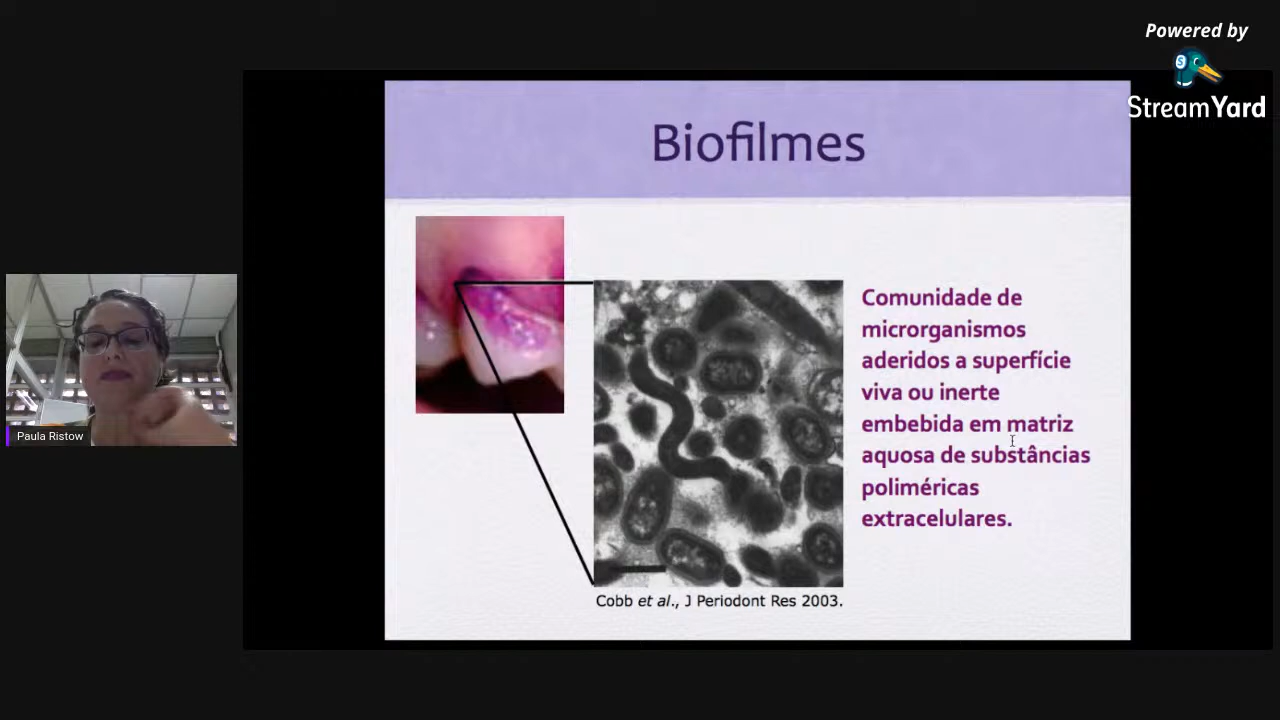 Powered by
StreamYard
Biofilmes
Comunidade de
microrganismos
aderidos a superfície
viva ou inerte
embebida em matriz
aquosa de substâncias
poliméricas
extracelulares.
Cobb et al., J Periodont Res 2003.
Paula Ristow